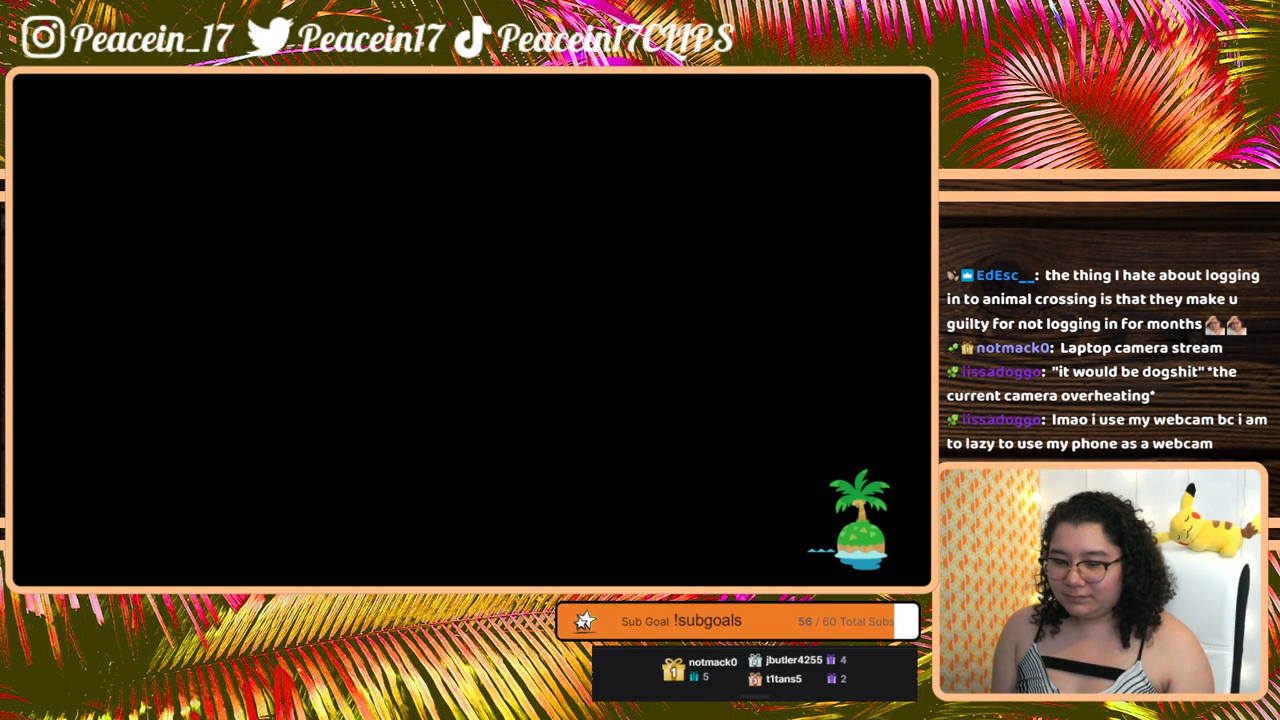 Peacein_17 Peacein17 Peacein17ClIPS
EdEsc__: the thing I hate about logging
in to animal crossing is that they make u
guilty for not logging in for months
notmack0: Laptop camera stream
lissadoggo: "it would be dogshit" *the
current camera overheating*
lissadoggo: lmao i use my webcam bc i am
to lazy to use my phone as a webcam
Sub Goal !subgoals 56 / 60 Total Subs
1 notmack0 5
2 jbutler4255 4
3 t1tans5 2